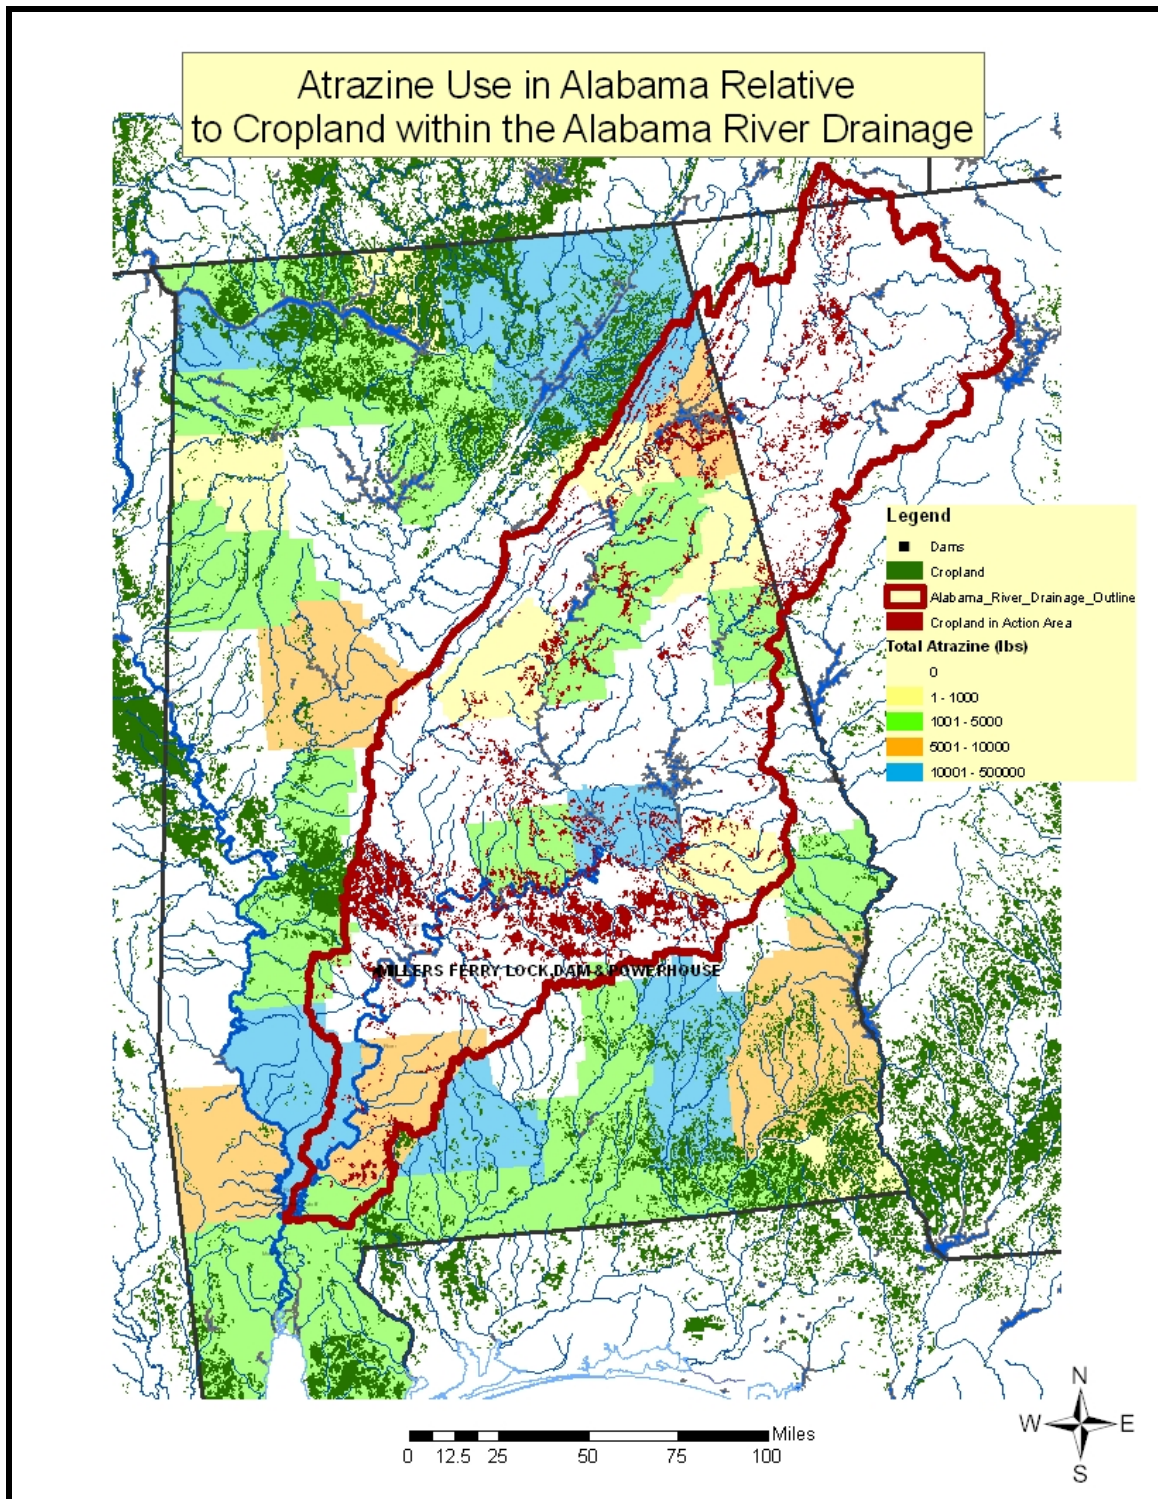 Atrazine Use in Alabama Relative
to Cropland within the Alabama River Drainage
Legend
Dams
Cropland
Alabama_River_Drainage_Outline
Cropland in Action Area
Total Atrazine (lbs)
0
1 - 1000
1001 - 5000
5001 - 10000
10001 - 500000
MILLERS FERRY LOCK, DAM & POWERHOUSE
Miles
0 12.5 25 50 75 100
N
W E
S